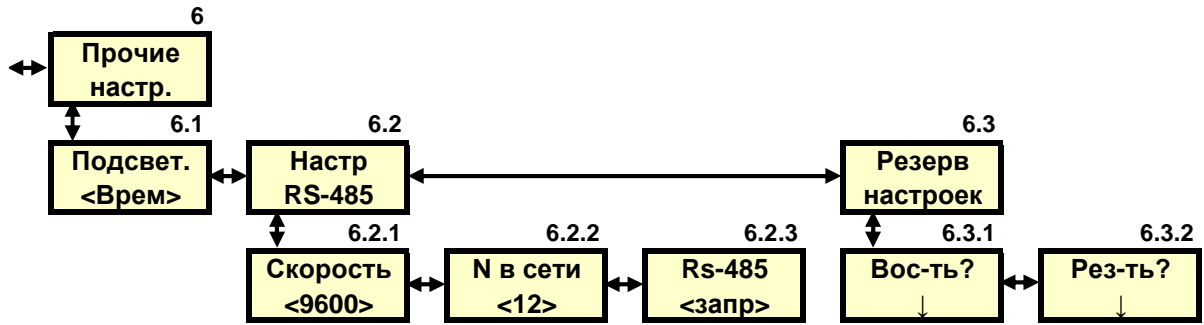 6
Прочие
настр.
6.1
6.2
6.3
Подсвет.
<Врем>
Настр
RS-485
Резерв
настроек
6.2.1
6.2.2
6.2.3
6.3.1
6.3.2
Скорость
<9600>
N в сети
<12>
Rs-485
<запр>
Вос-ть?
↓
Рез-ть?
↓